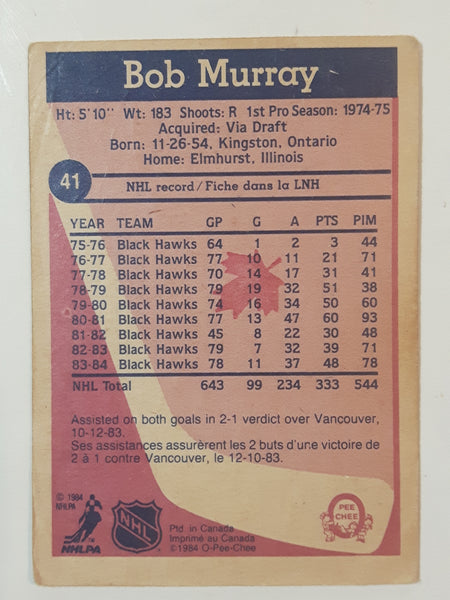 Bob Murray
Ht: 5'10" Wt: 183 Shoots: R 1st Pro Season: 1974-75
Acquired: Via Draft
Born: 11-26-54, Kingston, Ontario
Home: Elmhurst, Illinois
41 NHL record/Fiche dans la LNH
YEAR TEAM GP G A PTS PIM
75-76 Black Hawks 64 1 2 3 44
76-77 Black Hawks 77 10 11 21 71
77-78 Black Hawks 70 14 17 31 41
78-79 Black Hawks 79 19 32 51 38
79-80 Black Hawks 74 16 34 50 60
80-81 Black Hawks 77 13 47 60 93
81-82 Black Hawks 45 8 22 30 48
82-83 Black Hawks 79 7 32 39 71
83-84 Black Hawks 78 11 37 48 78
NHL Total 643 99 234 333 544
Assisted on both goals in 2-1 verdict over Vancouver,
10-12-83.
Ses assistances assurèrent les 2 buts d'une victoire de
2 à 1 contre Vancouver, le 12-10-83.
© 1984
NHLPA
NHLPA
NHL
Ptd in Canada
Imprimé au Canada
©1984 O-Pee-Chee
O
PEE
CHEE